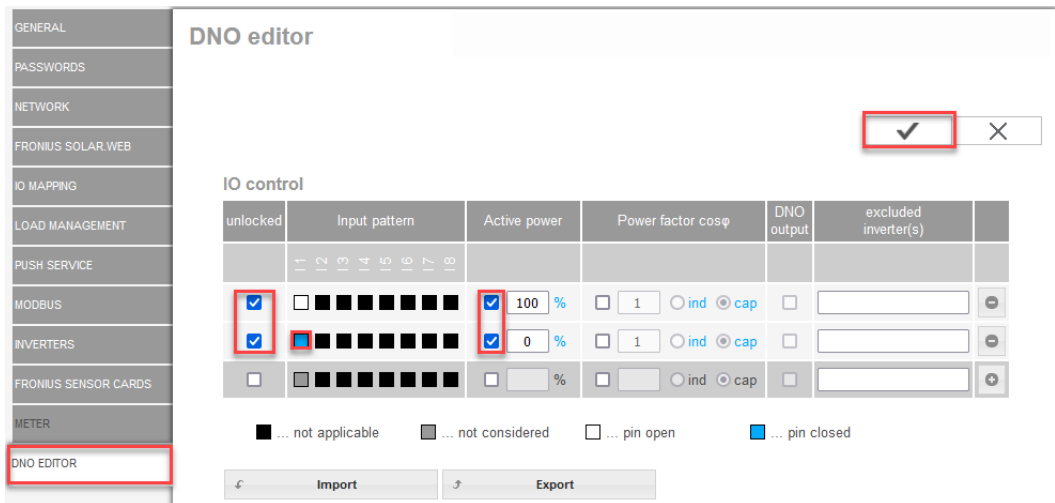 GENERAL
PASSWORDS
NETWORK
FRONIUS SOLAR.WEB
IO MAPPING
LOAD MANAGEMENT
PUSH SERVICE
MODBUS
INVERTERS
FRONIUS SENSOR CARDS
METER
DNO EDITOR
DNO editor
IO control
unlocked Input pattern Active power Power factor cosφ DNO output excluded inverter(s)
I1 I2 I3 I4 I5 I6 I7 I8
100 % 1 ind cap
0 % 1 ind cap
% ind cap
... not applicable ... not considered ... pin open ... pin closed
Import Export